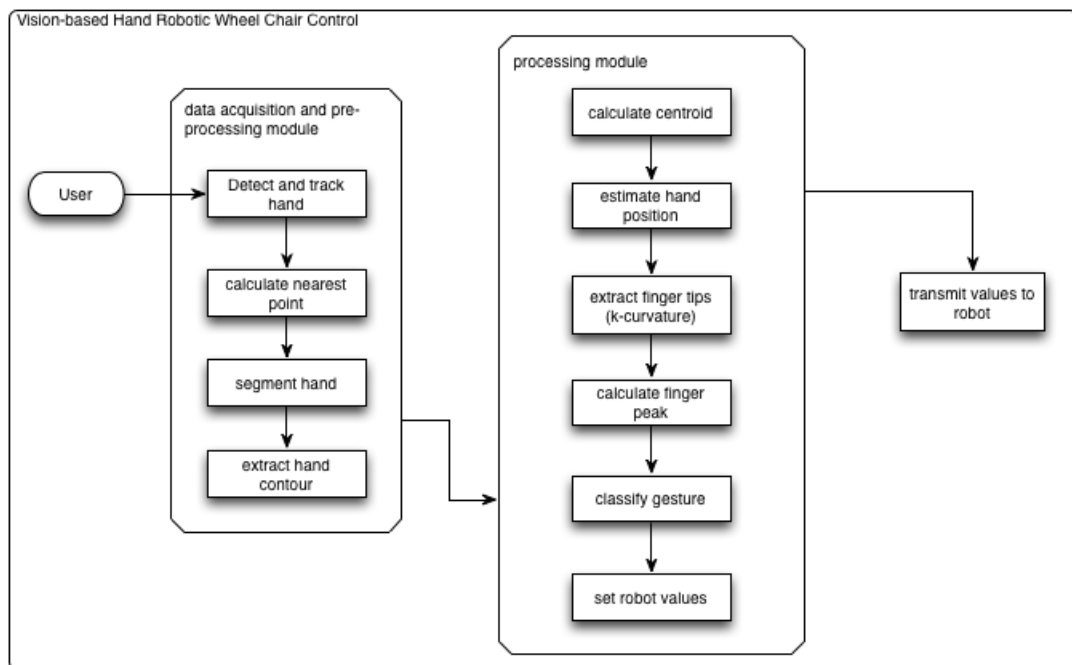 Vision-based Hand Robotic Wheel Chair Control
data acquisition and pre-
processing module
User
Detect and track
hand
calculate nearest
point
segment hand
extract hand
contour
processing module
calculate centroid
estimate hand
position
extract finger tips
(k-curvature)
calculate finger
peak
classify gesture
set robot values
transmit values to
robot